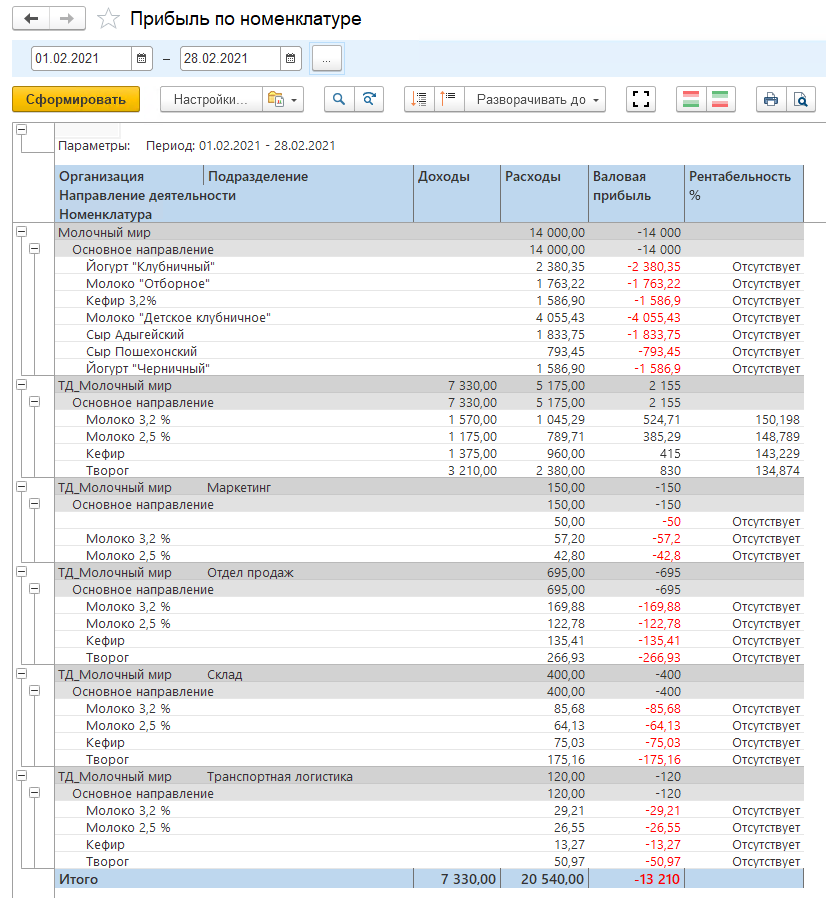 Прибыль по номенклатуре
01.02.2021 – 28.02.2021 ...
Сформировать Настройки... Разворачивать до
Параметры: Период: 01.02.2021 - 28.02.2021
Организация Подразделение Доходы Расходы Валовая Рентабельность
Направление деятельности прибыль %
Номенклатура
Молочный мир 14 000,00 -14 000
Основное направление 14 000,00 -14 000
Йогурт "Клубничный" 2 380,35 -2 380,35 Отсутствует
Молоко "Отборное" 1 763,22 -1 763,22 Отсутствует
Кефир 3,2% 1 586,90 -1 586,9 Отсутствует
Молоко "Детское клубничное" 4 055,43 -4 055,43 Отсутствует
Сыр Адыгейский 1 833,75 -1 833,75 Отсутствует
Сыр Пошехонский 793,45 -793,45 Отсутствует
Йогурт "Черничный" 1 586,90 -1 586,9 Отсутствует
ТД_Молочный мир 7 330,00 5 175,00 2 155
Основное направление 7 330,00 5 175,00 2 155
Молоко 3,2 % 1 570,00 1 045,29 524,71 150,198
Молоко 2,5 % 1 175,00 789,71 385,29 148,789
Кефир 1 375,00 960,00 415 143,229
Творог 3 210,00 2 380,00 830 134,874
ТД_Молочный мир Маркетинг 150,00 -150
Основное направление 150,00 -150
50,00 -50 Отсутствует
Молоко 3,2 % 57,20 -57,2 Отсутствует
Молоко 2,5 % 42,80 -42,8 Отсутствует
ТД_Молочный мир Отдел продаж 695,00 -695
Основное направление 695,00 -695
Молоко 3,2 % 169,88 -169,88 Отсутствует
Молоко 2,5 % 122,78 -122,78 Отсутствует
Кефир 135,41 -135,41 Отсутствует
Творог 266,93 -266,93 Отсутствует
ТД_Молочный мир Склад 400,00 -400
Основное направление 400,00 -400
Молоко 3,2 % 85,68 -85,68 Отсутствует
Молоко 2,5 % 64,13 -64,13 Отсутствует
Кефир 75,03 -75,03 Отсутствует
Творог 175,16 -175,16 Отсутствует
ТД_Молочный мир Транспортная логистика 120,00 -120
Основное направление 120,00 -120
Молоко 3,2 % 29,21 -29,21 Отсутствует
Молоко 2,5 % 26,55 -26,55 Отсутствует
Кефир 13,27 -13,27 Отсутствует
Творог 50,97 -50,97 Отсутствует
Итого 7 330,00 20 540,00 -13 210